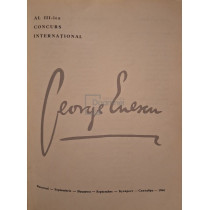 AL III-lea
CONCURS
INTERNAȚIONAL
George Enescu